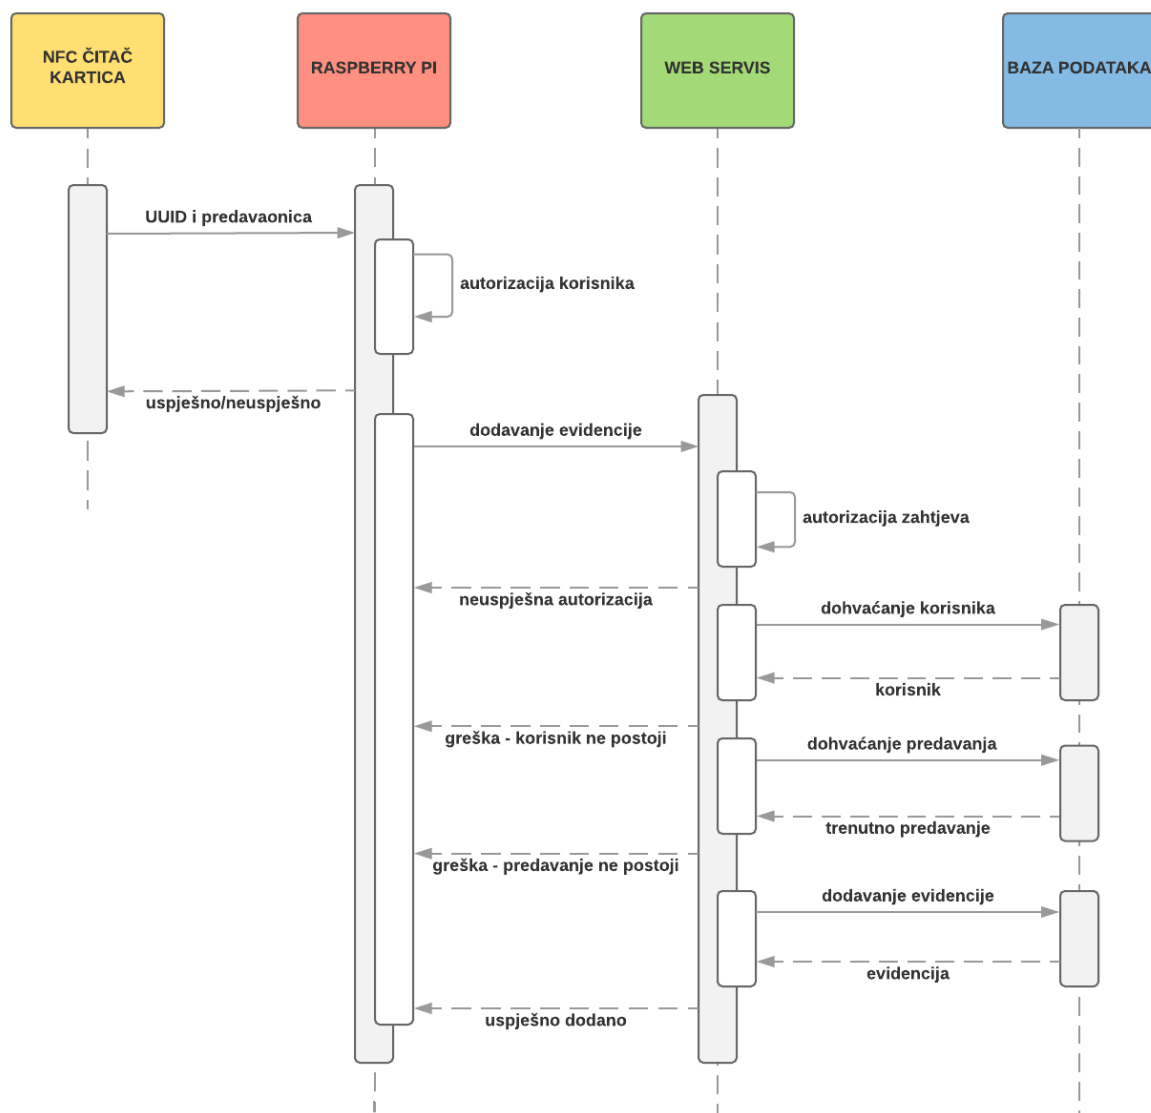 NFC ČITAČ
KARTICA
RASPBERRY PI
WEB SERVIS
BAZA PODATAKA
UUID i predavaonica
autorizacija korisnika
uspješno/neuspješno
dodavanje evidencije
autorizacija zahtjeva
neuspješna autorizacija
dohvaćanje korisnika
korisnik
greška - korisnik ne postoji
dohvaćanje predavanja
trenutno predavanje
greška - predavanje ne postoji
dodavanje evidencije
evidencija
uspješno dodano